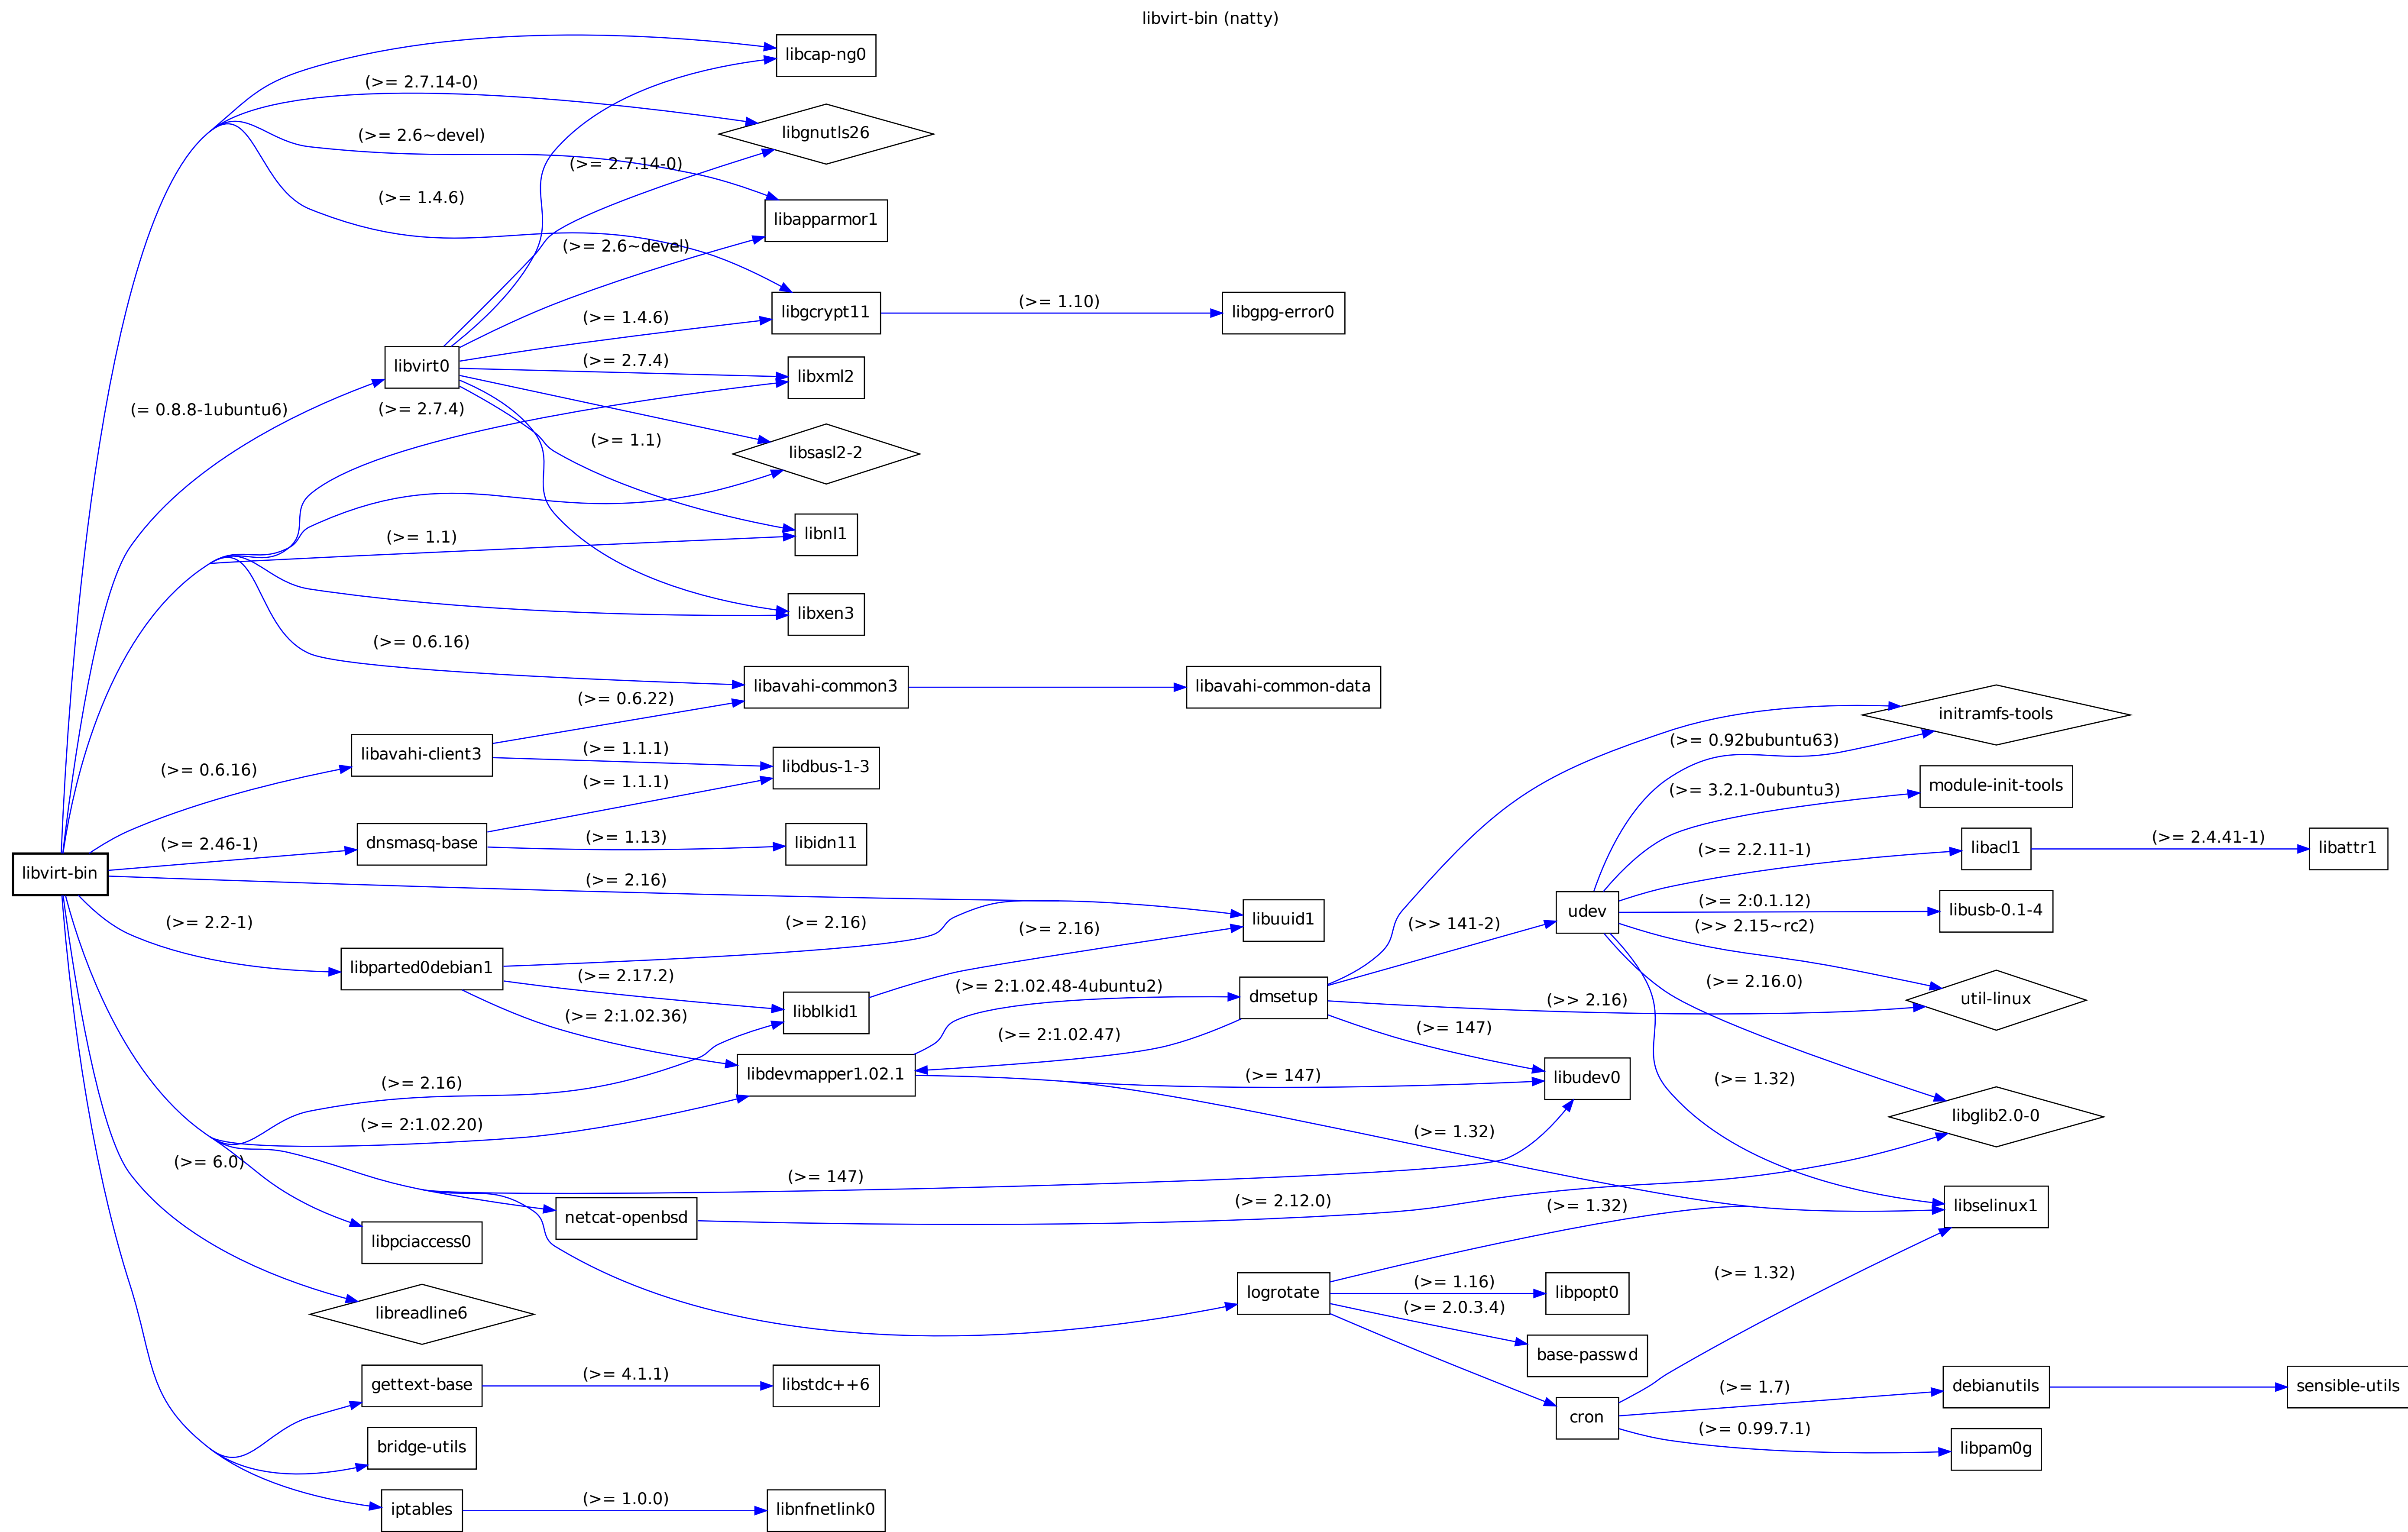 libvirt-bin (natty)
libcap-ng0
(>= 2.7.14-0)
libgnutls26
(>= 2.6~devel)
(>= 2.7.14-0)
(>= 1.4.6)
libapparmor1
(>= 2.6~devel)
libgcrypt11
(>= 1.10)
libgpg-error0
(>= 1.4.6)
libvirt0
(>= 2.7.4)
libxml2
(= 0.8.8-1ubuntu6)
(>= 2.7.4)
(>= 1.1)
libsasl2-2
(>= 1.1)
libnl1
libxen3
(>= 0.6.16)
libavahi-common3
libavahi-common-data
(>= 0.6.22)
initramfs-tools
(>= 0.92bubuntu63)
libavahi-client3
(>= 1.1.1)
(>= 0.6.16)
libdbus-1-3
(>= 1.1.1)
module-init-tools
(>= 3.2.1-0ubuntu3)
(>= 2.46-1)
dnsmasq-base
(>= 1.13)
libidn11
(>= 2.2.11-1)
libacl1
(>= 2.4.41-1)
libattr1
libvirt-bin
(>= 2.16)
(>= 2.2-1)
(>= 2.16)
(>= 2.16)
libuuid1
(>> 141-2)
udev
(>= 2:0.1.12)
libusb-0.1-4
(>> 2.15~rc2)
libparted0debian1
(>= 2.17.2)
(>= 2:1.02.36)
libblkid1
(>= 2:1.02.48-4ubuntu2)
dmsetup
(>> 2.16)
(>= 2.16.0)
util-linux
(>= 2:1.02.47)
(>= 147)
(>= 2.16)
libdevmapper1.02.1
(>= 147)
libudev0
(>= 1.32)
(>= 2:1.02.20)
(>= 1.32)
libglib2.0-0
(>= 6.0)
(>= 147)
netcat-openbsd
(>= 2.12.0)
(>= 1.32)
libselinux1
libpciaccess0
logrotate
(>= 1.16)
libpopt0
(>= 1.32)
(>= 2.0.3.4)
libreadline6
base-passwd
gettext-base
(>= 4.1.1)
libstdc++6
cron
(>= 1.7)
debianutils
sensible-utils
(>= 0.99.7.1)
libpam0g
bridge-utils
iptables
(>= 1.0.0)
libnfnetlink0